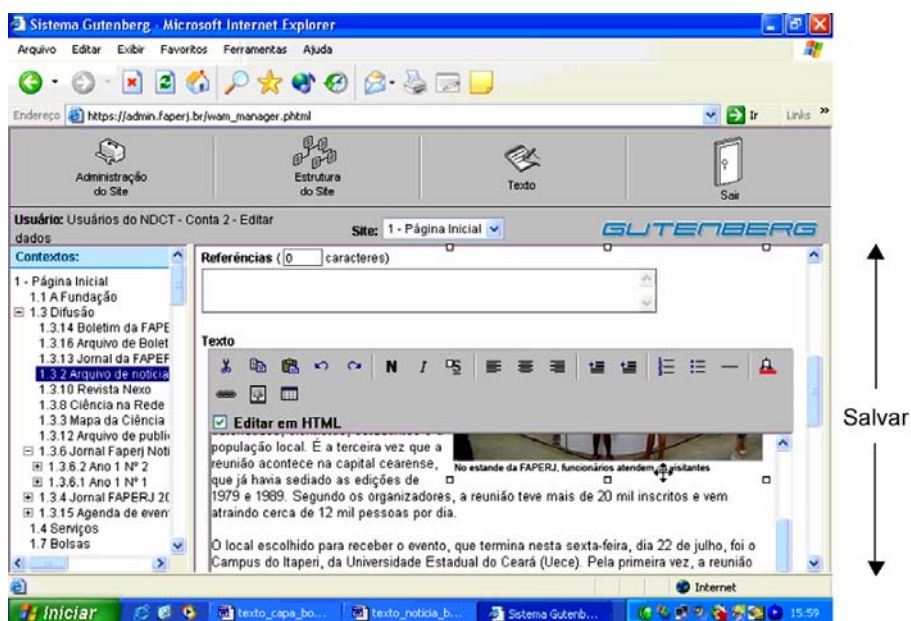 Sistema Gutenberg - Microsoft Internet Explorer
Arquivo Editar Exibir Favoritos Ferramentas Ajuda
Endereço https://admin.faperj.br/wam_manager.phtml Ir Links »
Administração do Site
Estrutura do Site
Texto
Sair
Usuário: Usuários do NDCT - Conta 2 - Editar dados
Site: 1 - Página Inicial
GUTENBERG
Contextos:
1 - Página Inicial
1.1 A Fundação
1.3 Difusão
1.3.14 Boletim da FAPE
1.3.16 Arquivo de Bolet
1.3.13 Jornal da FAPEF
1.3.2 Arquivo de noticia
1.3.10 Revista Nexo
1.3.8 Ciência na Rede
1.3.3 Mapa da Ciência
1.3.12 Arquivo de public
1.3.6 Jornal Faperj Noti
1.3.6.2 Ano 1 Nº 2
1.3.6.1 Ano 1 Nº 1
1.3.4 Jornal FAPERJ 20
1.3.15 Agenda de even
1.4 Serviços
1.7 Bolsas
Referências ( 0 caracteres)
Texto
N I
Editar em HTML
população local. É a terceira vez que a
reunião acontece na capital cearense,
que já havia sediado as edições de
No estande da FAPERJ, funcionários atendem visitantes
1979 e 1989. Segundo os organizadores, a reunião teve mais de 20 mil inscritos e vem
atraindo cerca de 12 mil pessoas por dia.
O local escolhido para receber o evento, que termina nesta sexta-feira, dia 22 de julho, foi o
Campus do Itaperi, da Universidade Estadual do Ceará (Uece). Pela primeira vez, a reunião
Internet
Iniciar texto_capa_bo... texto_noticia_b... Sistema Gutenb... 15:59
Salvar